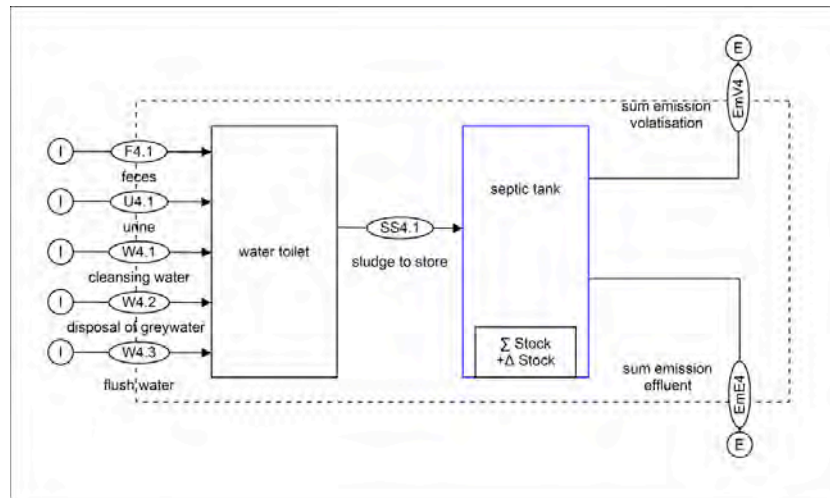 E
EmV4
sum emission
volatisation
I
F4.1
feces
I
U4.1
urine
I
W4.1
cleansing water
I
W4.2
disposal of greywater
I
W4.3
flush water
water toilet
SS4.1
sludge to store
septic tank
∑ Stock
+Δ Stock
sum emission
effluent
EmE4
E